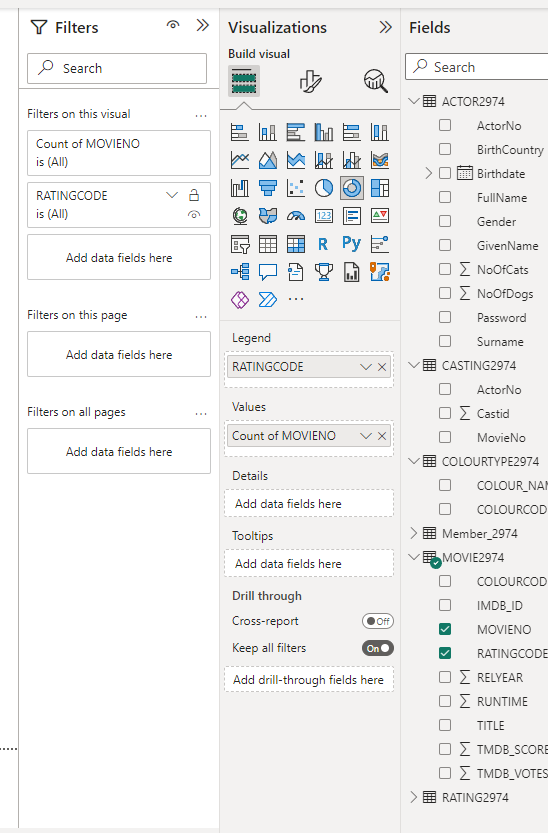 Filters
Search
Filters on this visual
...
Count of MOVIENO
is (All)
RATINGCODE
is (All)
Add data fields here
Filters on this page
...
Add data fields here
Filters on all pages
...
Add data fields here
Visualizations
Build visual
123
R
Py
...
Legend
RATINGCODE
Values
Count of MOVIENO
Details
Add data fields here
Tooltips
Add data fields here
Drill through
Cross-report
Off
Keep all filters
On
Add drill-through fields here
Fields
Search
ACTOR2974
ActorNo
BirthCountry
Birthdate
FullName
Gender
GivenName
∑ NoOfCats
∑ NoOfDogs
Password
Surname
CASTING2974
ActorNo
∑ Castid
MovieNo
COLOURTYPE2974
COLOUR_NAM
COLOURCOD
Member_2974
MOVIE2974
COLOURCOD
IMDB_ID
MOVIENO
RATINGCODE
∑ RELYEAR
∑ RUNTIME
TITLE
∑ TMDB_SCORE
∑ TMDB_VOTES
RATING2974